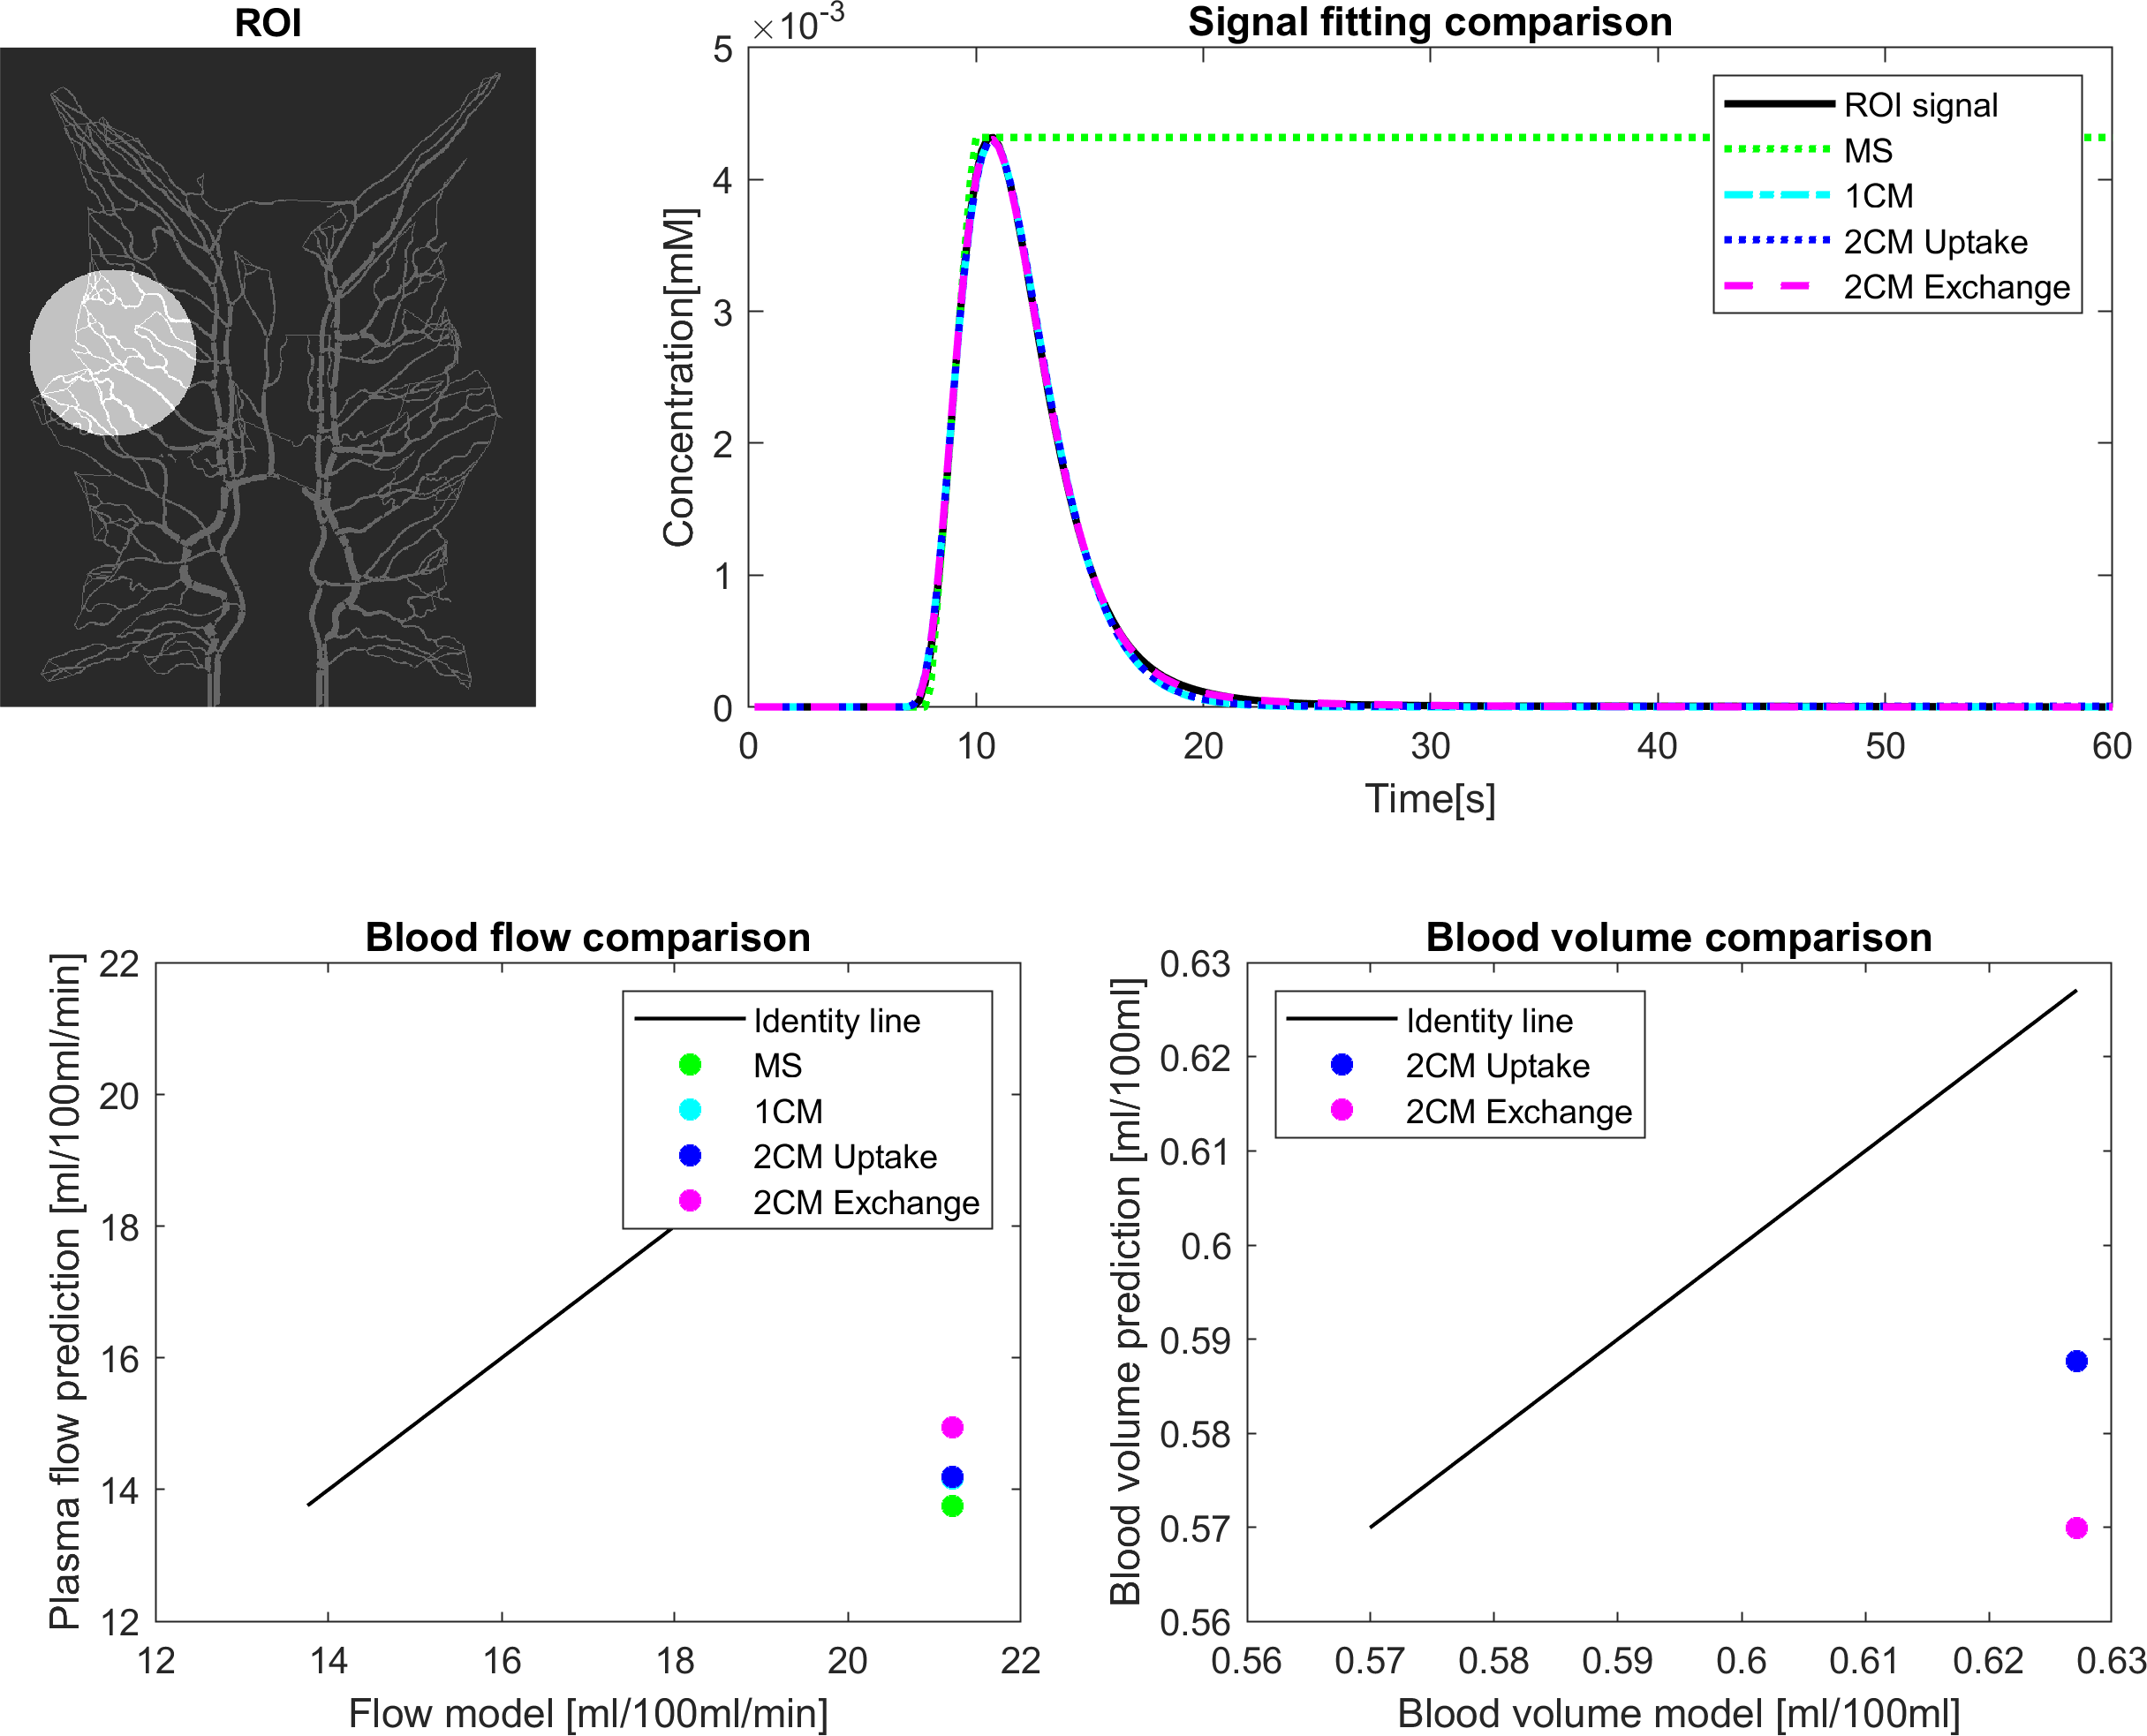 ROI
Signal fitting comparison
×10-3
5
4
3
2
1
0
Concentration[mM]
0 10 20 30 40 50 60
Time[s]
ROI signal
MS
1CM
2CM Uptake
2CM Exchange
Blood flow comparison
22
20
18
16
14
12
Plasma flow prediction [ml/100ml/min]
12 14 16 18 20 22
Flow model [ml/100ml/min]
Identity line
MS
1CM
2CM Uptake
2CM Exchange
Blood volume comparison
0.63
0.62
0.61
0.6
0.59
0.58
0.57
0.56
Blood volume prediction [ml/100ml]
0.56 0.57 0.58 0.59 0.6 0.61 0.62 0.63
Blood volume model [ml/100ml]
Identity line
2CM Uptake
2CM Exchange